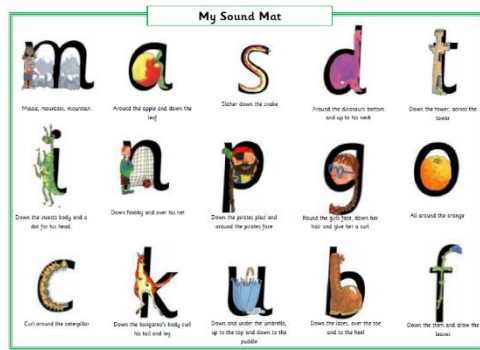 My Sound Mat
m a s d t
Maisie, mountain, mountain
Around the apple and down the
leaf
Slither down the snake
Around the dinosaurs bottom
and up to his neck
Down the tower, across the
tower
i n p g o
Down the insects body and a
dot for his head.
Down Nobby and over his net
Down the pirates plait and
around the pirates face
Round the girls face, down her
hair and give her a curl
All around the orange
c k u b f
Curl around the caterpillar
Down the kangaroo's body curl
his tail and leg
Down and under the umbrella,
up to the top and down to the
puddle
Down the laces, over the toe
and to the heel
Down the stem and draw the
leaves